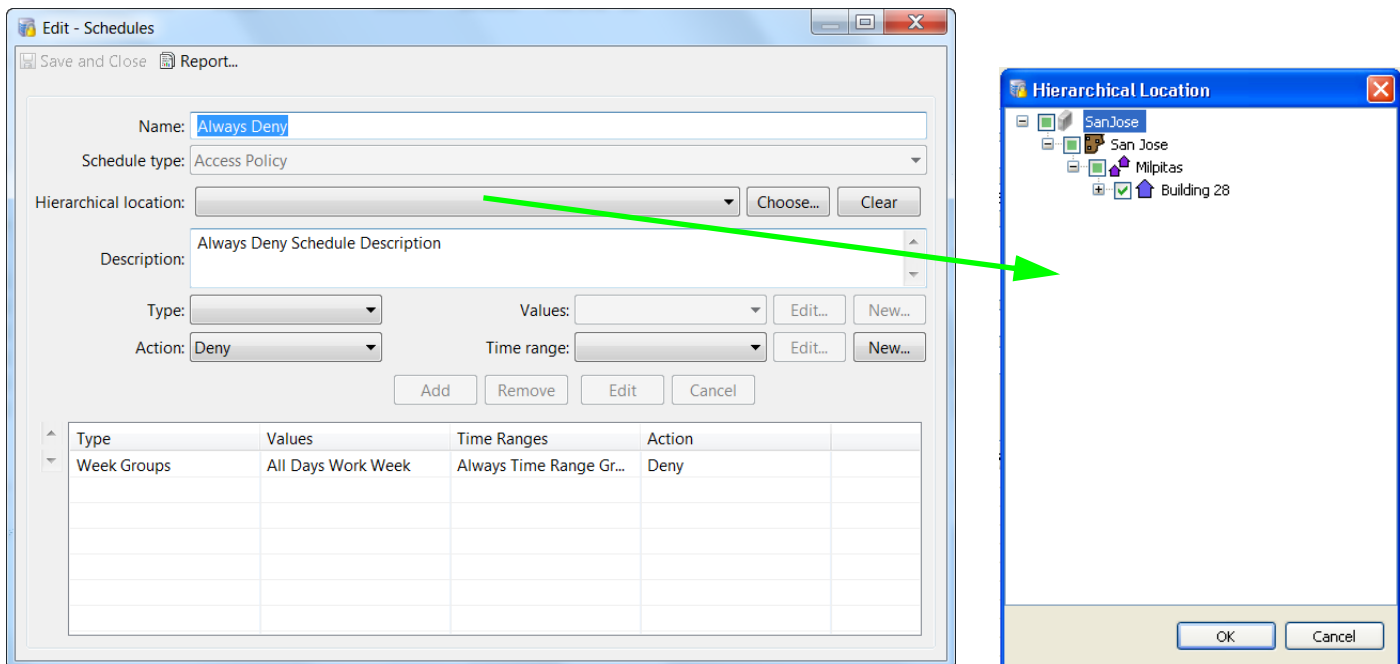 Edit - Schedules
Save and Close Report...
Name: Always Deny
Schedule type: Access Policy
Hierarchical location: Choose... Clear
Description: Always Deny Schedule Description
Type: Values: Edit... New...
Action: Deny Time range: Edit... New...
Add Remove Edit Cancel
Type Values Time Ranges Action
Week Groups All Days Work Week Always Time Range Gr... Deny
Hierarchical Location
SanJose
San Jose
Milpitas
Building 28
OK Cancel